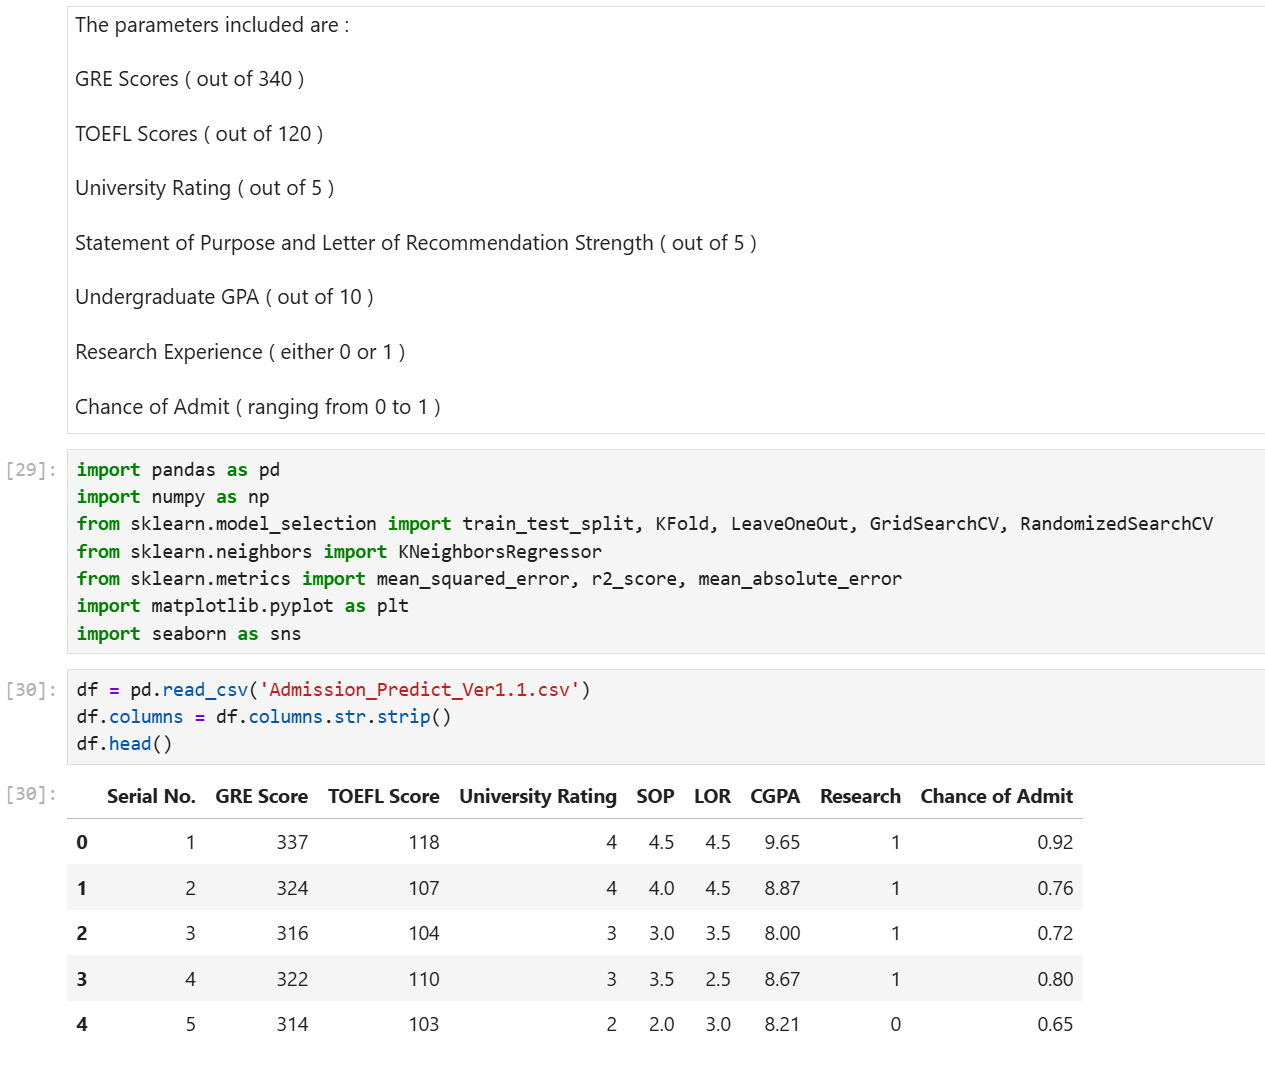 The parameters included are :
GRE Scores ( out of 340 )
TOEFL Scores ( out of 120 )
University Rating ( out of 5 )
Statement of Purpose and Letter of Recommendation Strength ( out of 5 )
Undergraduate GPA ( out of 10 )
Research Experience ( either 0 or 1 )
Chance of Admit ( ranging from 0 to 1 )
[29]: import pandas as pd
import numpy as np
from sklearn.model_selection import train_test_split, KFold, LeaveOneOut, GridSearchCV, RandomizedSearchCV
from sklearn.neighbors import KNeighborsRegressor
from sklearn.metrics import mean_squared_error, r2_score, mean_absolute_error
import matplotlib.pyplot as plt
import seaborn as sns
[30]: df = pd.read_csv('Admission_Predict_Ver1.1.csv')
df.columns = df.columns.str.strip()
df.head()
[30]: Serial No. GRE Score TOEFL Score University Rating SOP LOR CGPA Research Chance of Admit
0 1 337 118 4 4.5 4.5 9.65 1 0.92
1 2 324 107 4 4.0 4.5 8.87 1 0.76
2 3 316 104 3 3.0 3.5 8.00 1 0.72
3 4 322 110 3 3.5 2.5 8.67 1 0.80
4 5 314 103 2 2.0 3.0 8.21 0 0.65